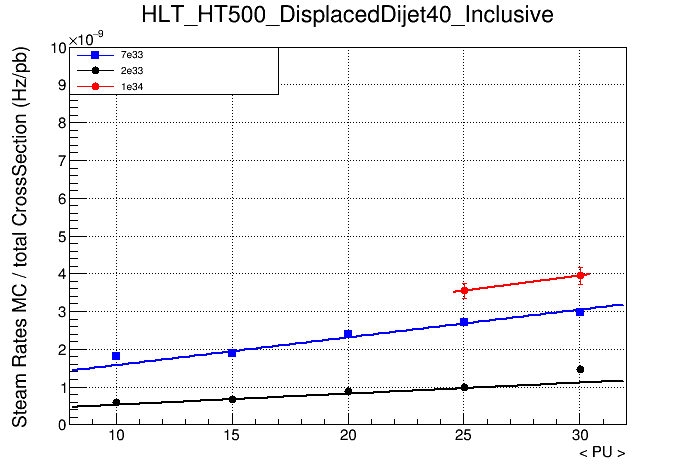 HLT_HT500_DisplacedDijet40_Inclusive
×10⁻⁹
Steam Rates MC / total CrossSection (Hz/pb)
10
9
8
7
6
5
4
3
2
1
0
7e33
2e33
1e34
10 15 20 25 30
< PU >